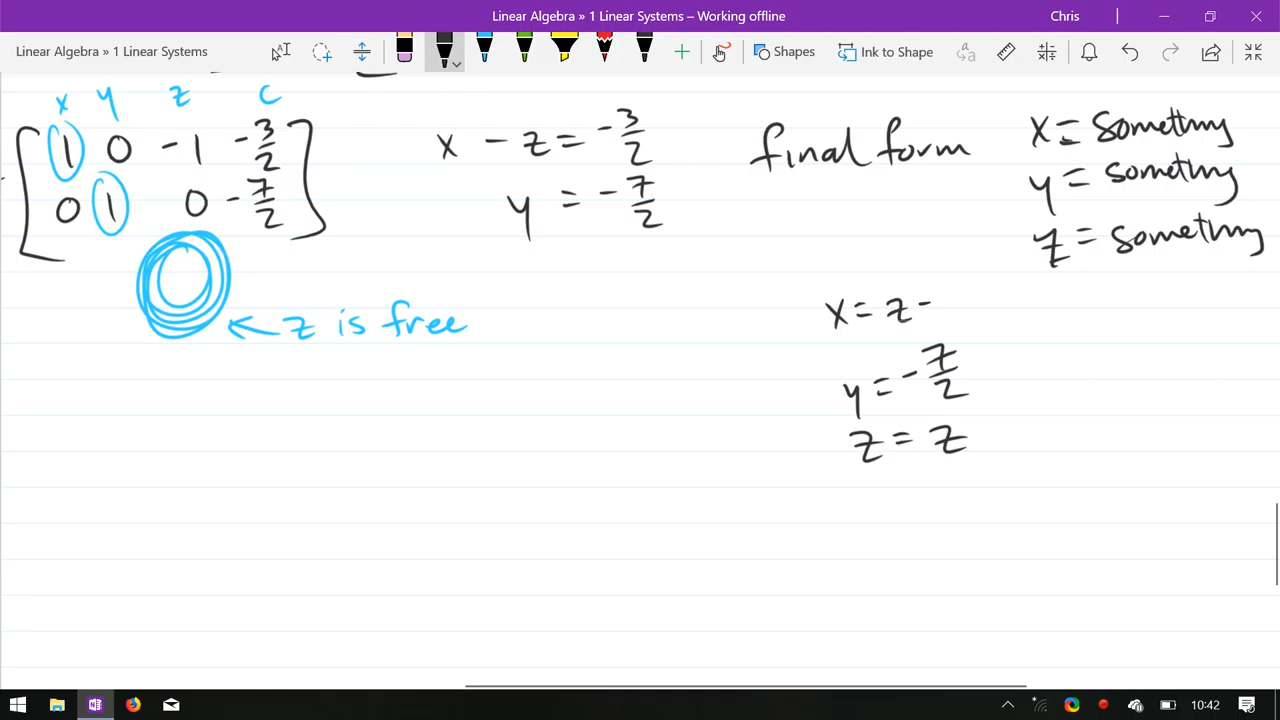 Linear Algebra » 1 Linear Systems – Working offline
Chris
Linear Algebra » 1 Linear Systems
Shapes
Ink to Shape
x y z c
1 0 -1 -3/2
0 1 0 -7/2
x - z = -3/2
y = -7/2
final form
x = something
y = something
z = something
← z is free
x = z -
y = -7/2
z = z
10:42